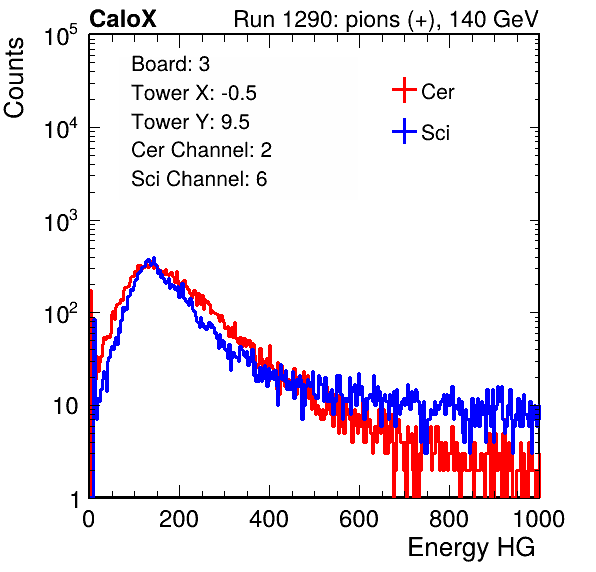 CaloX Run 1290: pions (+), 140 GeV
Counts
10^5
10^4
10^3
10^2
10
1
Board: 3
Tower X: -0.5
Tower Y: 9.5
Cer Channel: 2
Sci Channel: 6
Cer
Sci
0 200 400 600 800 1000
Energy HG